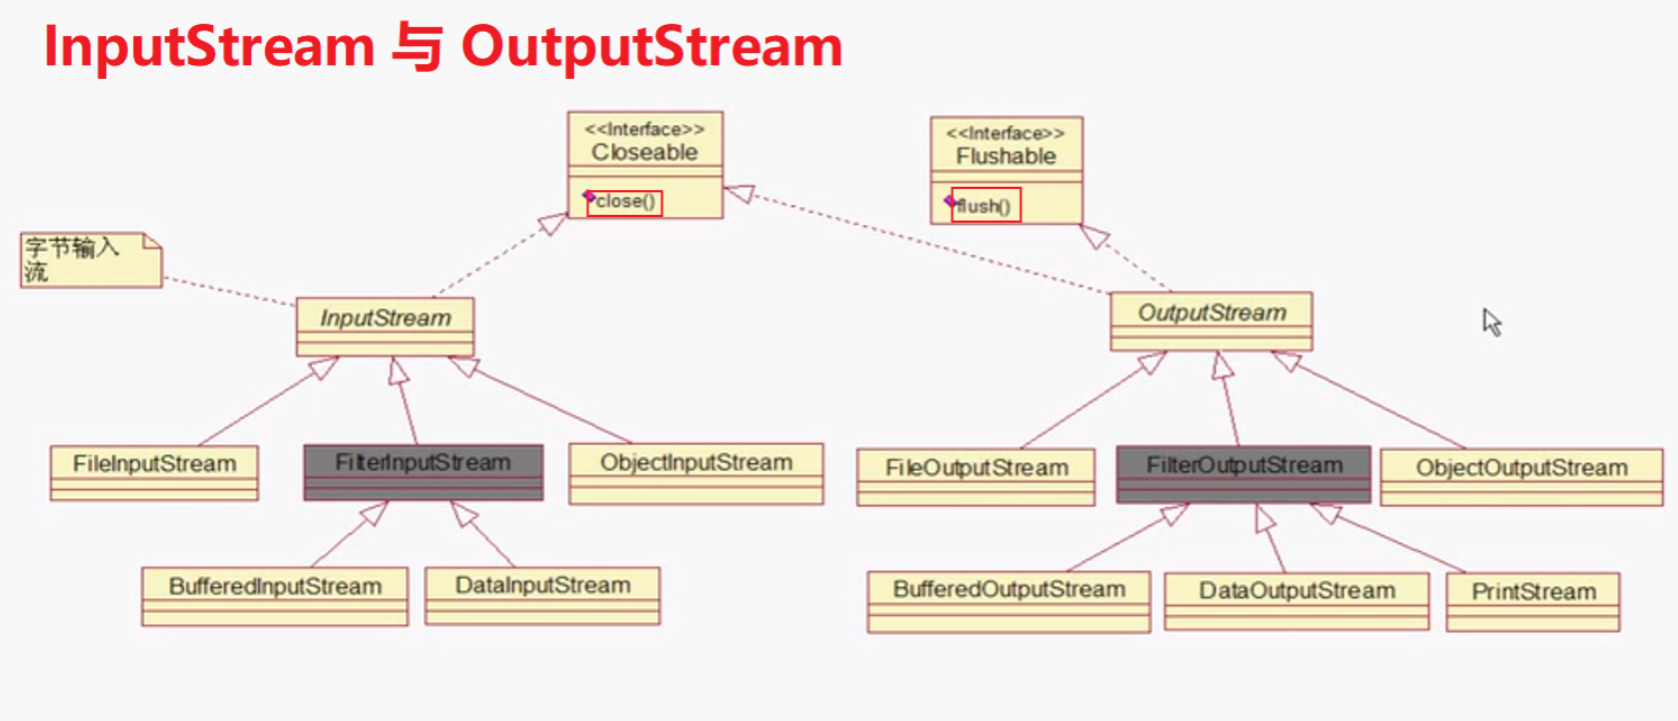 InputStream 与 OutputStream
<<Interface>>
Closeable
close()
<<Interface>>
Flushable
flush()
字节输入
流
InputStream
OutputStream
FileInputStream
FilterInputStream
ObjectInputStream
FileOutputStream
FilterOutputStream
ObjectOutputStream
BufferedInputStream
DataInputStream
BufferedOutputStream
DataOutputStream
PrintStream